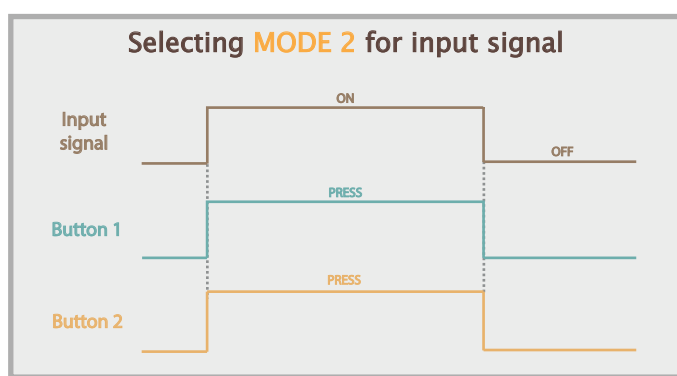 Selecting MODE 2 for input signal
ON
Input
signal
OFF
PRESS
Button 1
PRESS
Button 2